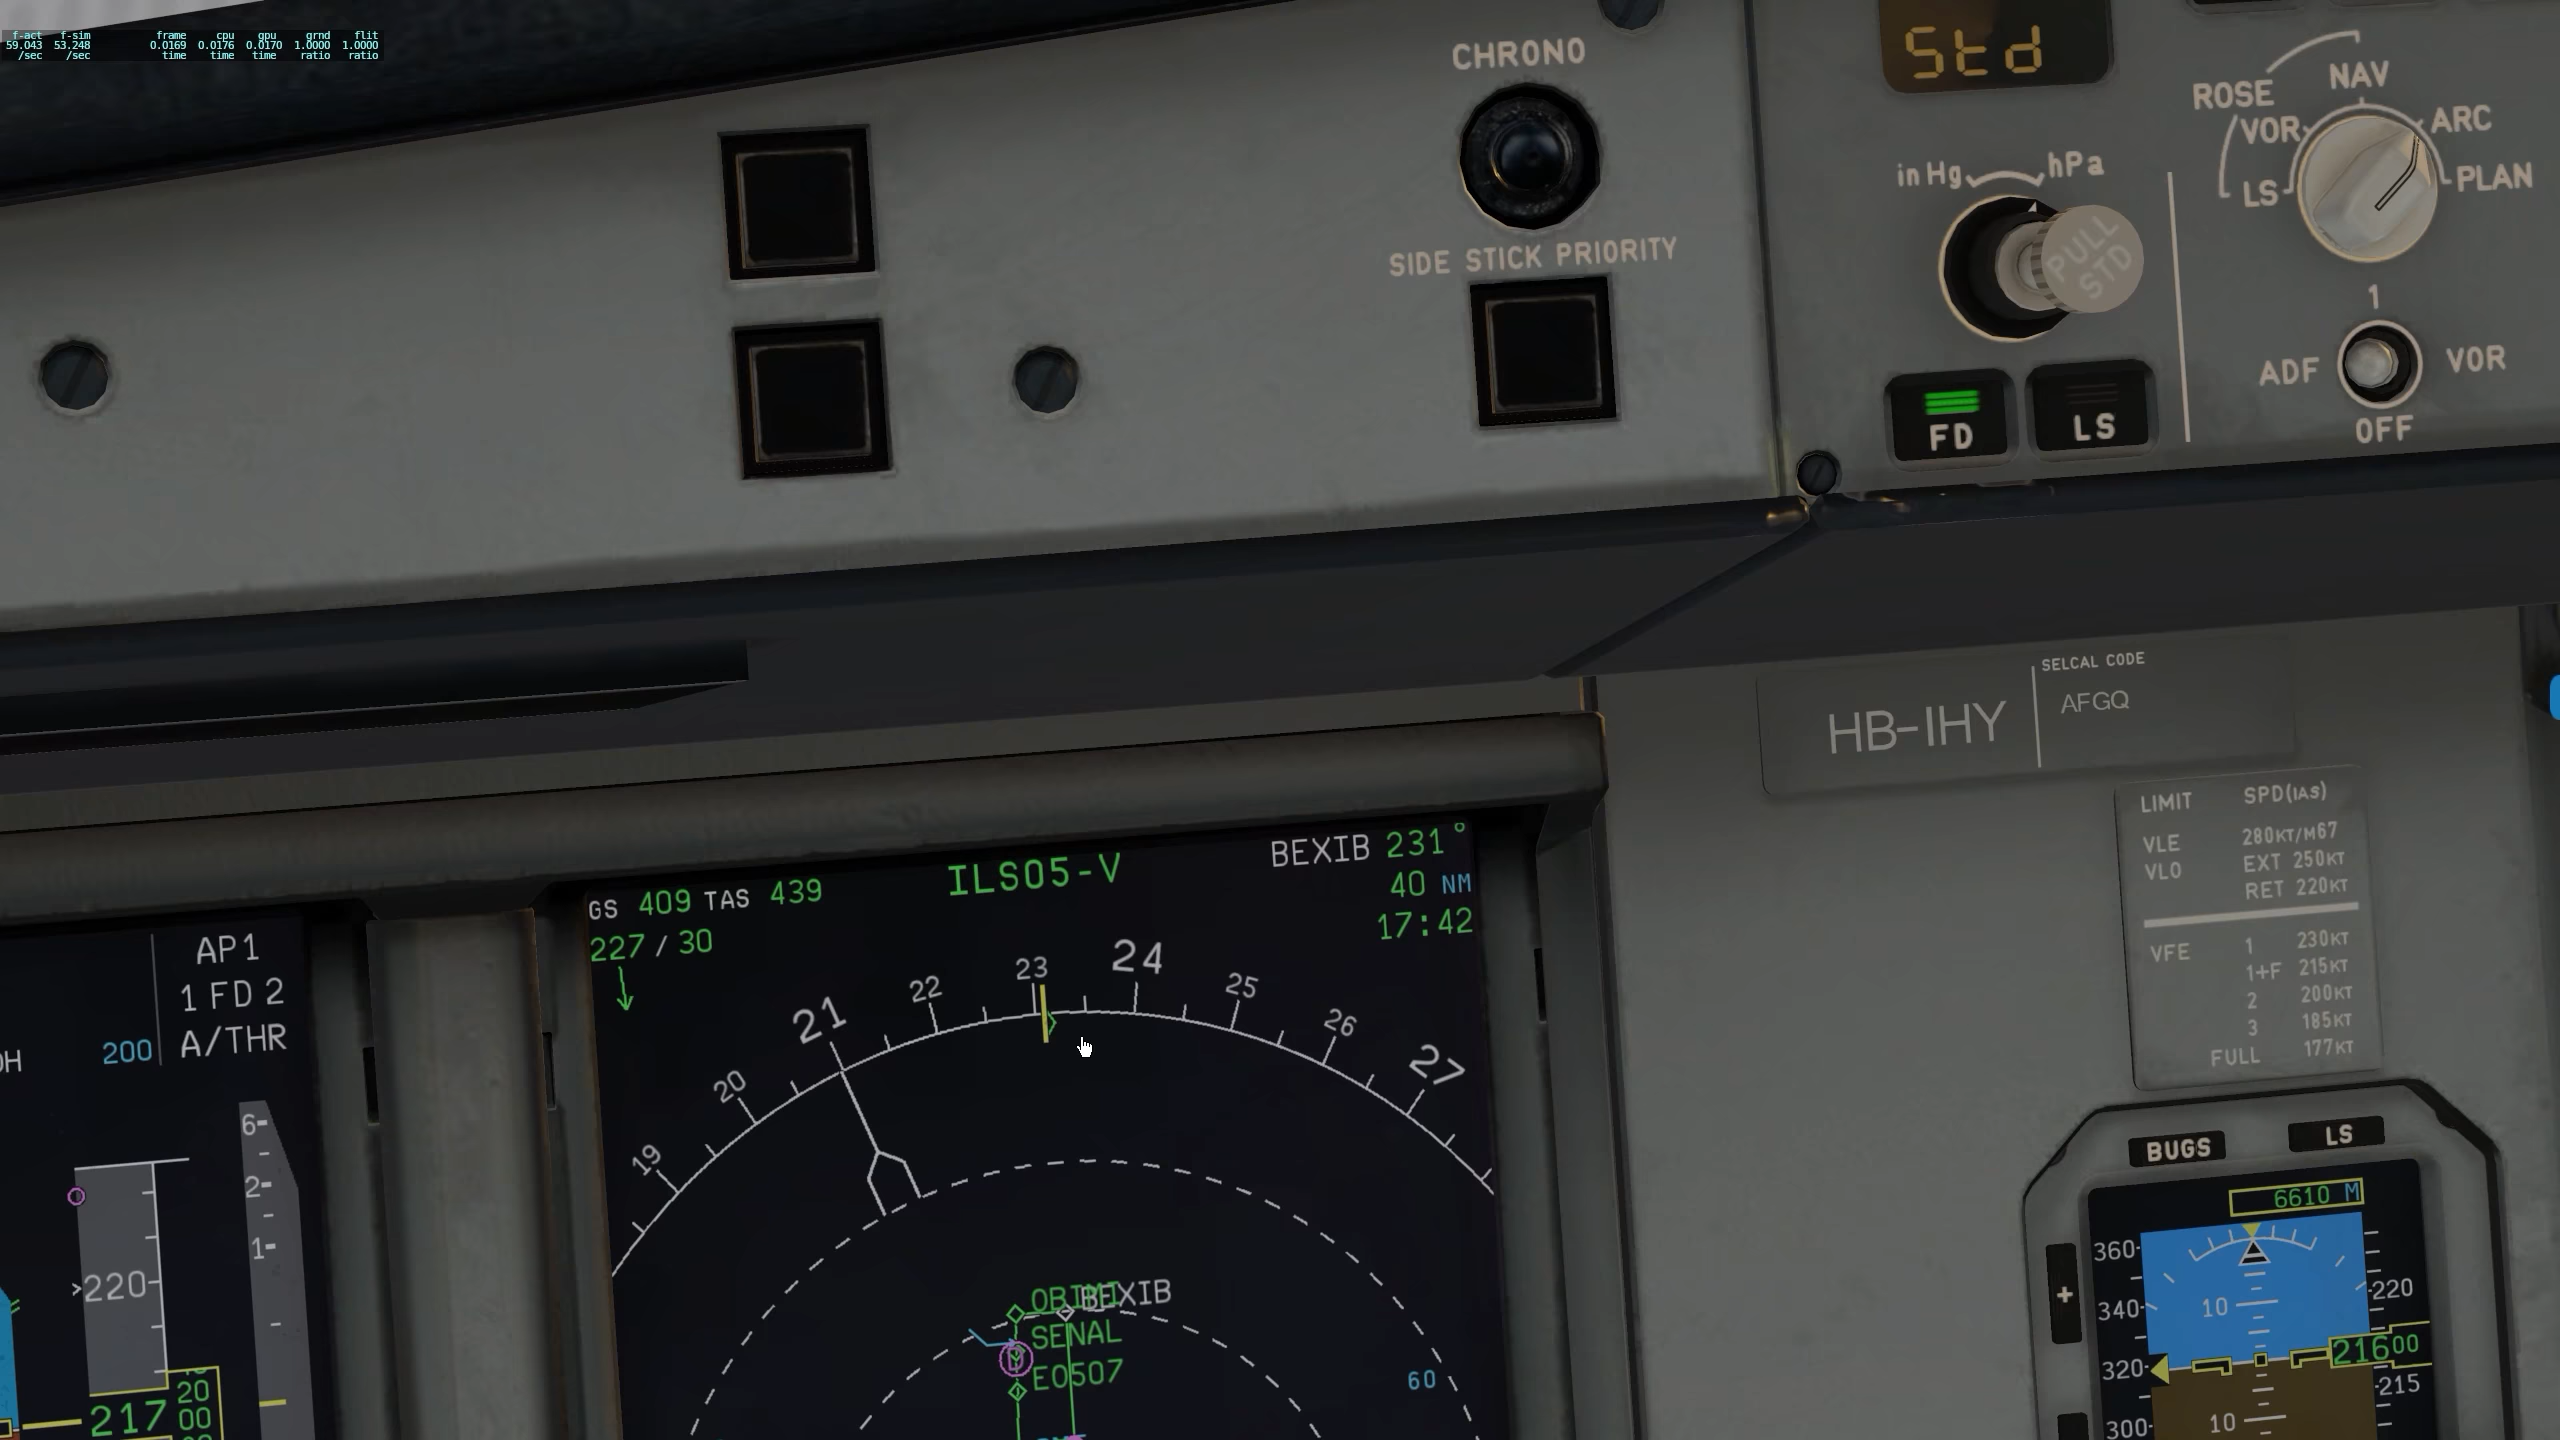 f-act f-sim frame cpu gpu grnd flit
59.043 53.248 0.0169 0.0176 0.0170 1.0000 1.0000
/sec /sec time time time ratio ratio
CHRONO
SIDE STICK PRIORITY
Std
in Hg hPa
PULL
STD
FD
LS
ROSE
NAV
VOR
ARC
LS
PLAN
1
ADF
VOR
OFF
HB-IHY
SELCAL CODE
AFGQ
LIMIT SPD(IAS)
VLE 280KT/M67
VLO EXT 250KT
RET 220KT
VFE 1 230KT
1+F 215KT
2 200KT
3 185KT
FULL 177KT
AP1
1 FD 2
200 A/THR
6
2
1
220
217
20
00
GS 409 TAS 439
227 / 30
ILS05-V
BEXIB 231°
40 NM
17:42
19 20 21 22 23 24 25 26 27
OBIMI
BEXIB
SENAL
E0507
60
BUGS
LS
6610 M
360
340
320
300
10
10
220
21600
215
+